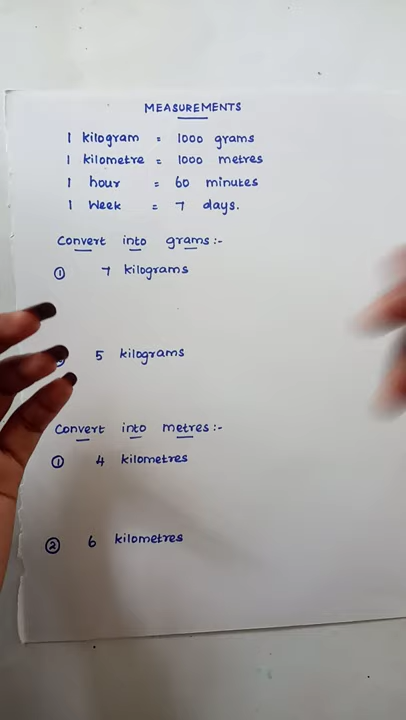 MEASUREMENTS
1 kilogram = 1000 grams
1 kilometre = 1000 metres
1 hour = 60 minutes
1 Week = 7 days.
Convert into grams:-
① 7 kilograms
5 kilograms
Convert into metres:-
① 4 kilometres
② 6 kilometres